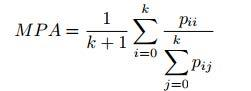 MPA = \frac{1}{k+1} \sum_{i=0}^{k} \frac{p_{ii}}{\sum_{j=0}^{k} p_{ij}}